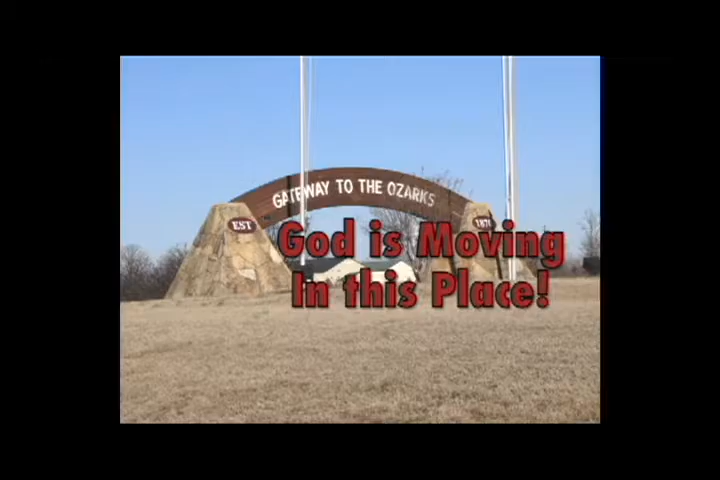 GATEWAY TO THE OZARKS
EST
God is Moving
In this Place!